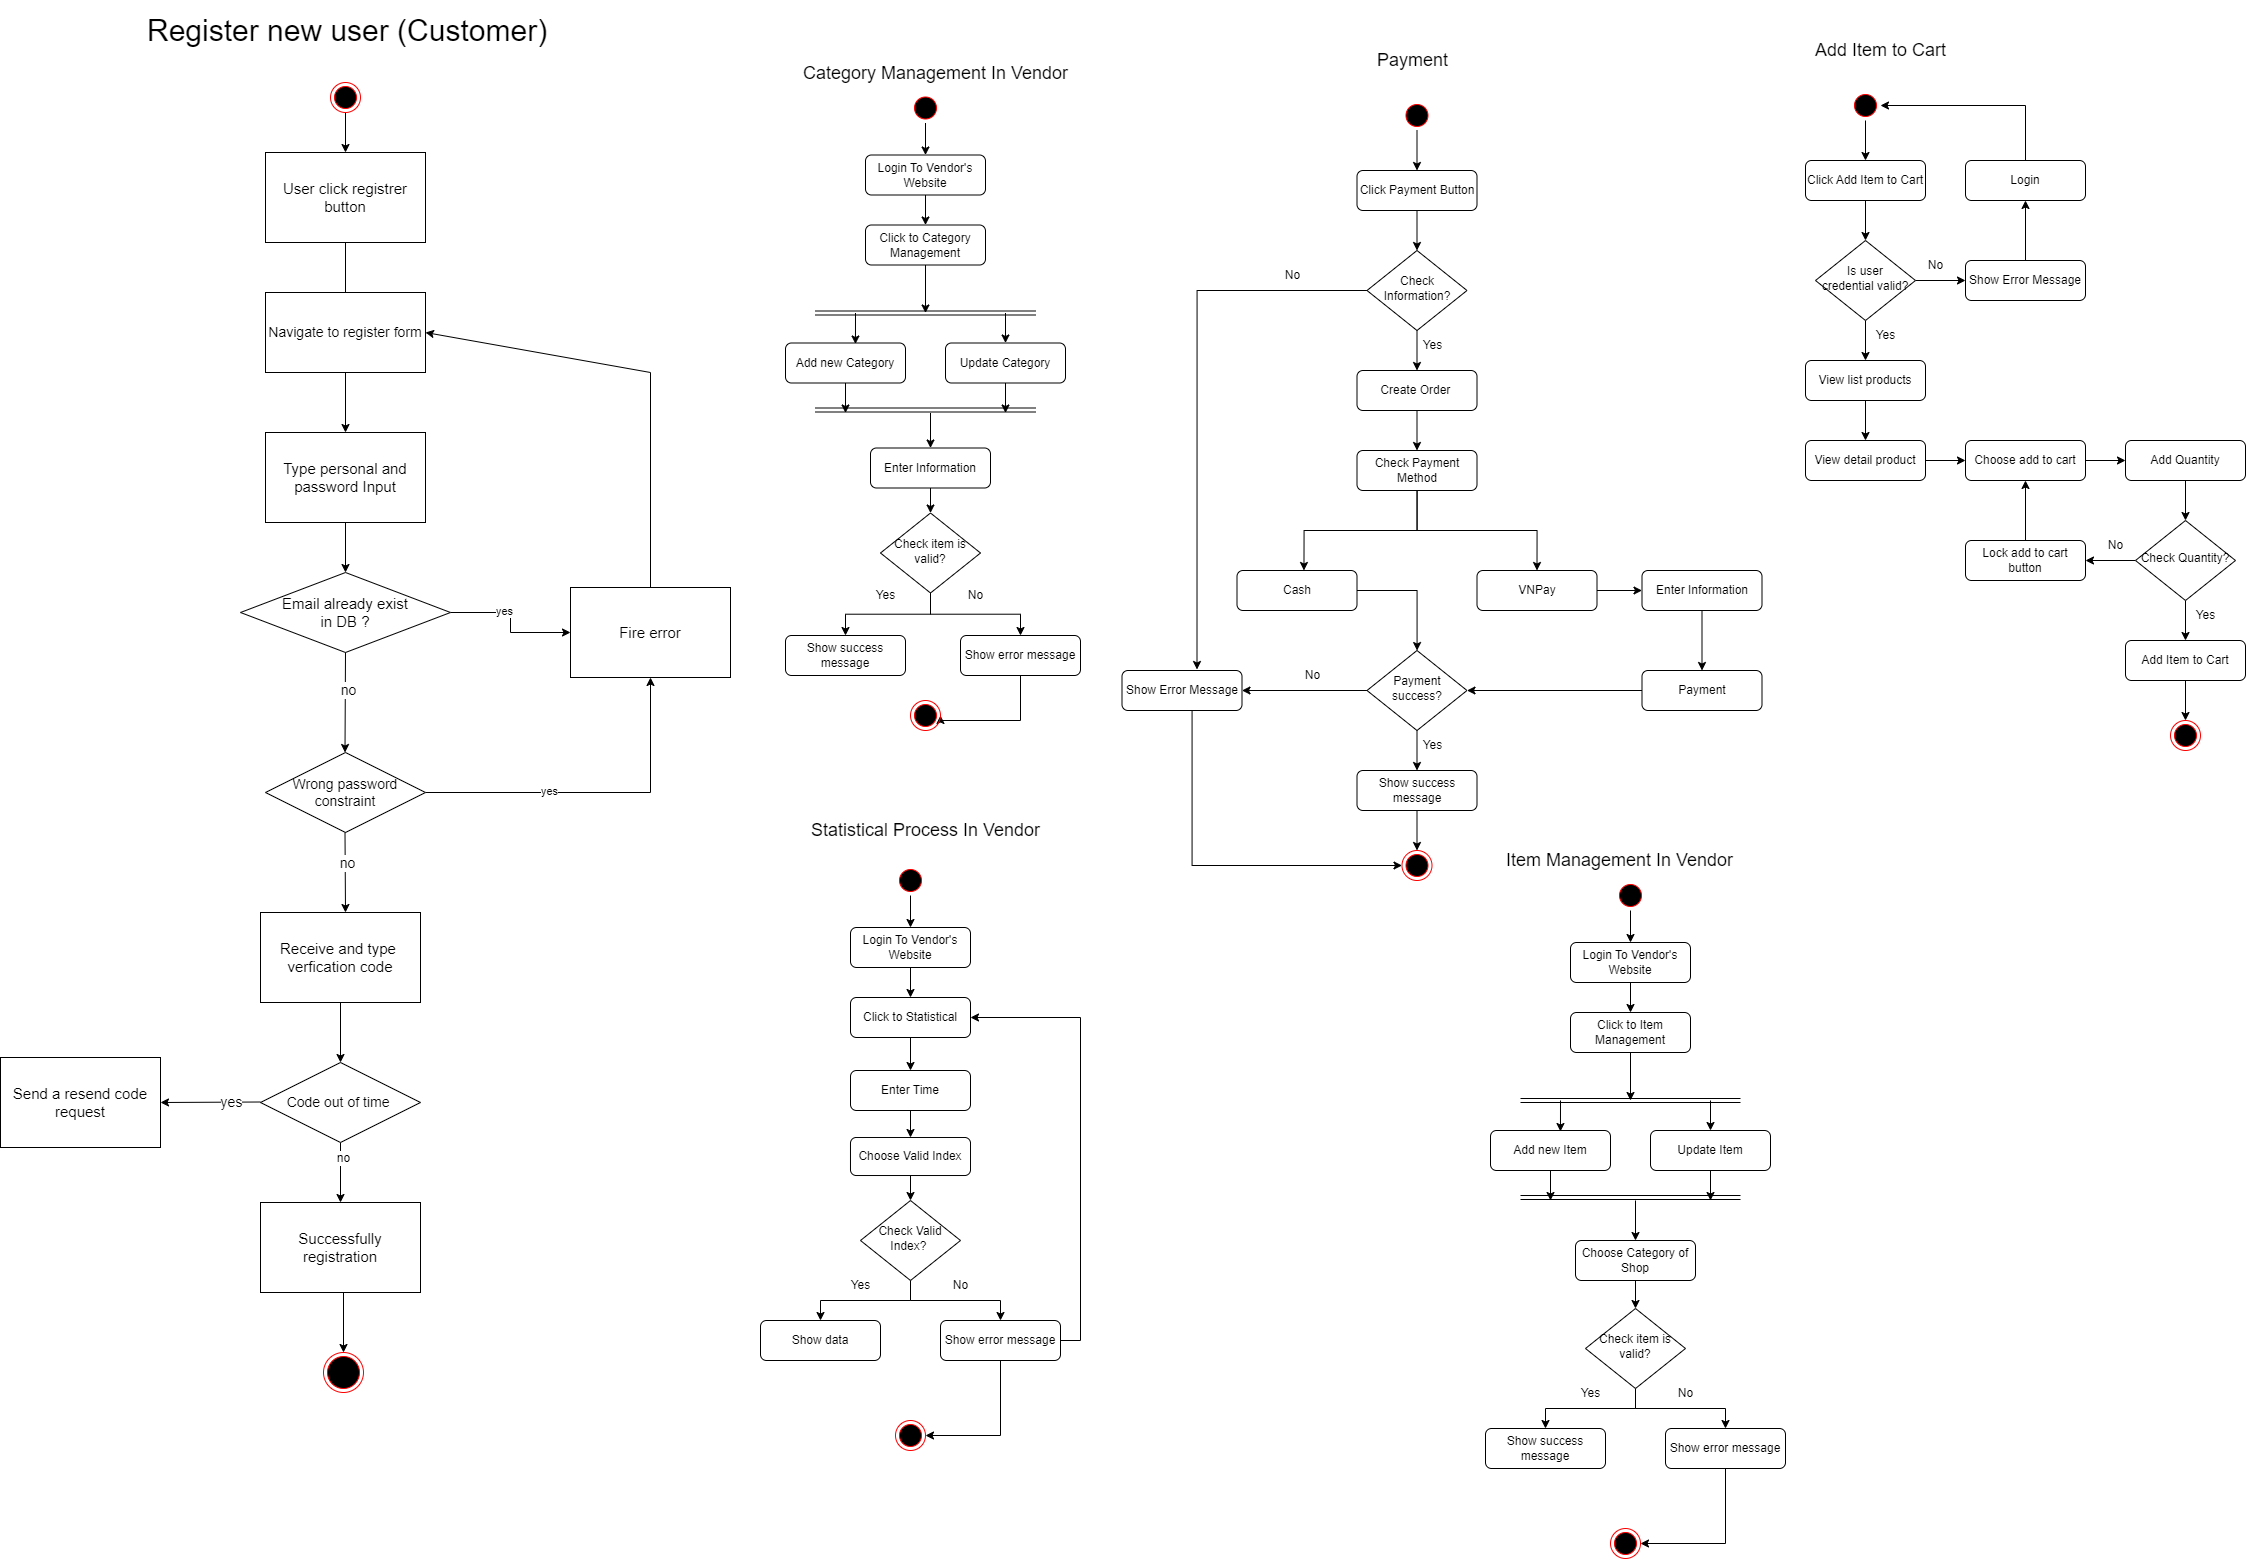 Register new user (Customer)
User click registrer
button
Navigate to register form
Type personal and
password Input
Email already exist
in DB ?
yes
Fire error
no
Wrong password
constraint
yes
no
Receive and type
verfication code
Code out of time
yes
Send a resend code
request
no
Successfully
registration
Category Management In Vendor
Login To Vendor's
Website
Click to Category
Management
Add new Category
Update Category
Enter Information
Check item is
valid?
Yes
No
Show success
message
Show error message
Statistical Process In Vendor
Login To Vendor's
Website
Click to Statistical
Enter Time
Choose Valid Index
Check Valid
Index?
Yes
No
Show data
Show error message
Payment
Click Payment Button
Check
Information?
No
Yes
Create Order
Check Payment
Method
Cash
VNPay
Enter Information
Payment
Payment
success?
No
Show Error Message
Yes
Show success
message
Add Item to Cart
Click Add Item to Cart
Login
Is user
credential valid?
No
Show Error Message
Yes
View list products
View detail product
Choose add to cart
Add Quantity
Check Quantity?
No
Lock add to cart
button
Yes
Add Item to Cart
Item Management In Vendor
Login To Vendor's
Website
Click to Item
Management
Add new Item
Update Item
Choose Category of
Shop
Check item is
valid?
Yes
No
Show success
message
Show error message